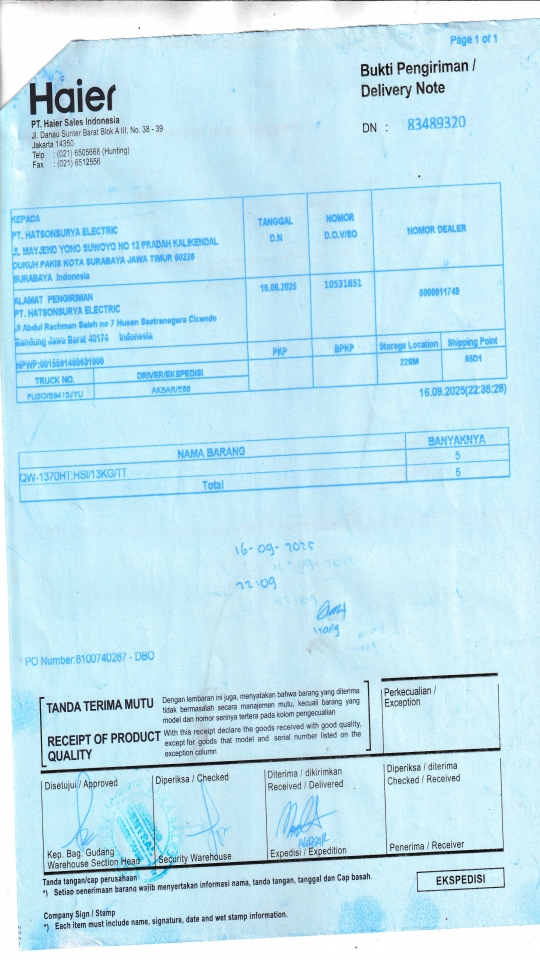 Page 1 of 1
Haier
PT. Haier Sales Indonesia
Jl. Danau Sunter Barat Blok A III, No. 38 - 39
Jakarta 14350
Telp : (021) 6505668 (Hunting)
Fax : (021) 6512556
Bukti Pengiriman /
Delivery Note
DN : 83489320
KEPADA
PT. HATSONSURYA ELECTRIC
JL MAYJEND YONO SUWOYO NO 12 PRADAH KALIKENDAL
DUKUH PAKIS KOTA SURABAYA JAWA TIMUR 60226
SURABAYA Indonesia
TANGGAL
D.N
NOMOR
D.O.V/SO
NOMOR DEALER
ALAMAT PENGIRIMAN
PT. HATSONSURYA ELECTRIC
Jl Abdul Rachman Saleh no 7 Husen Sastranegara Cicendo
Bandung Jawa Barat 40174 Indonesia
16.09.2025
10531851
6000611749
NPWP:0015591480631000
PKP
BPKP
Storege Location
Shipping Point
228M
65D1
TRUCK NO.
DRIVER/EKSPEDISI
AKBAR/E88
16.09.2025(22:35:28)
NAMA BARANG
BANYAKNYA
QW-1370HT:HSI/13KG/TT
5
Total
5
16-09-2025
22:09
Iyong
PO Number:8100740267 - DBO
TANDA TERIMA MUTU
Dengan lembaran ini juga, menyatakan bahwa barang yang diterima
tidak bermasalah secara manajemen mutu, kecuali barang yang
model dan nomor serinya tertera pada kolom pengecualian
RECEIPT OF PRODUCT
QUALITY
With this receipt declare the goods received with good quality,
except for goods that model and serial number listed on the
exception column
Perkecualian /
Exception
Disetujui / Approved
Diperiksa / Checked
Diterima / dikirimkan
Received / Delivered
Diperiksa / diterima
Checked / Received
Kep. Bag. Gudang
Warehouse Section Head
Security Warehouse
Expedisi / Expedition
Penerima / Receiver
Tanda tangan/cap perusahaan
*) Setiap penerimaan barang wajib menyertakan informasi nama, tanda tangan, tanggal dan Cap basah.
EKSPEDISI
Company Sign / Stamp
*) Each item must include name, signature, date and wet stamp information.